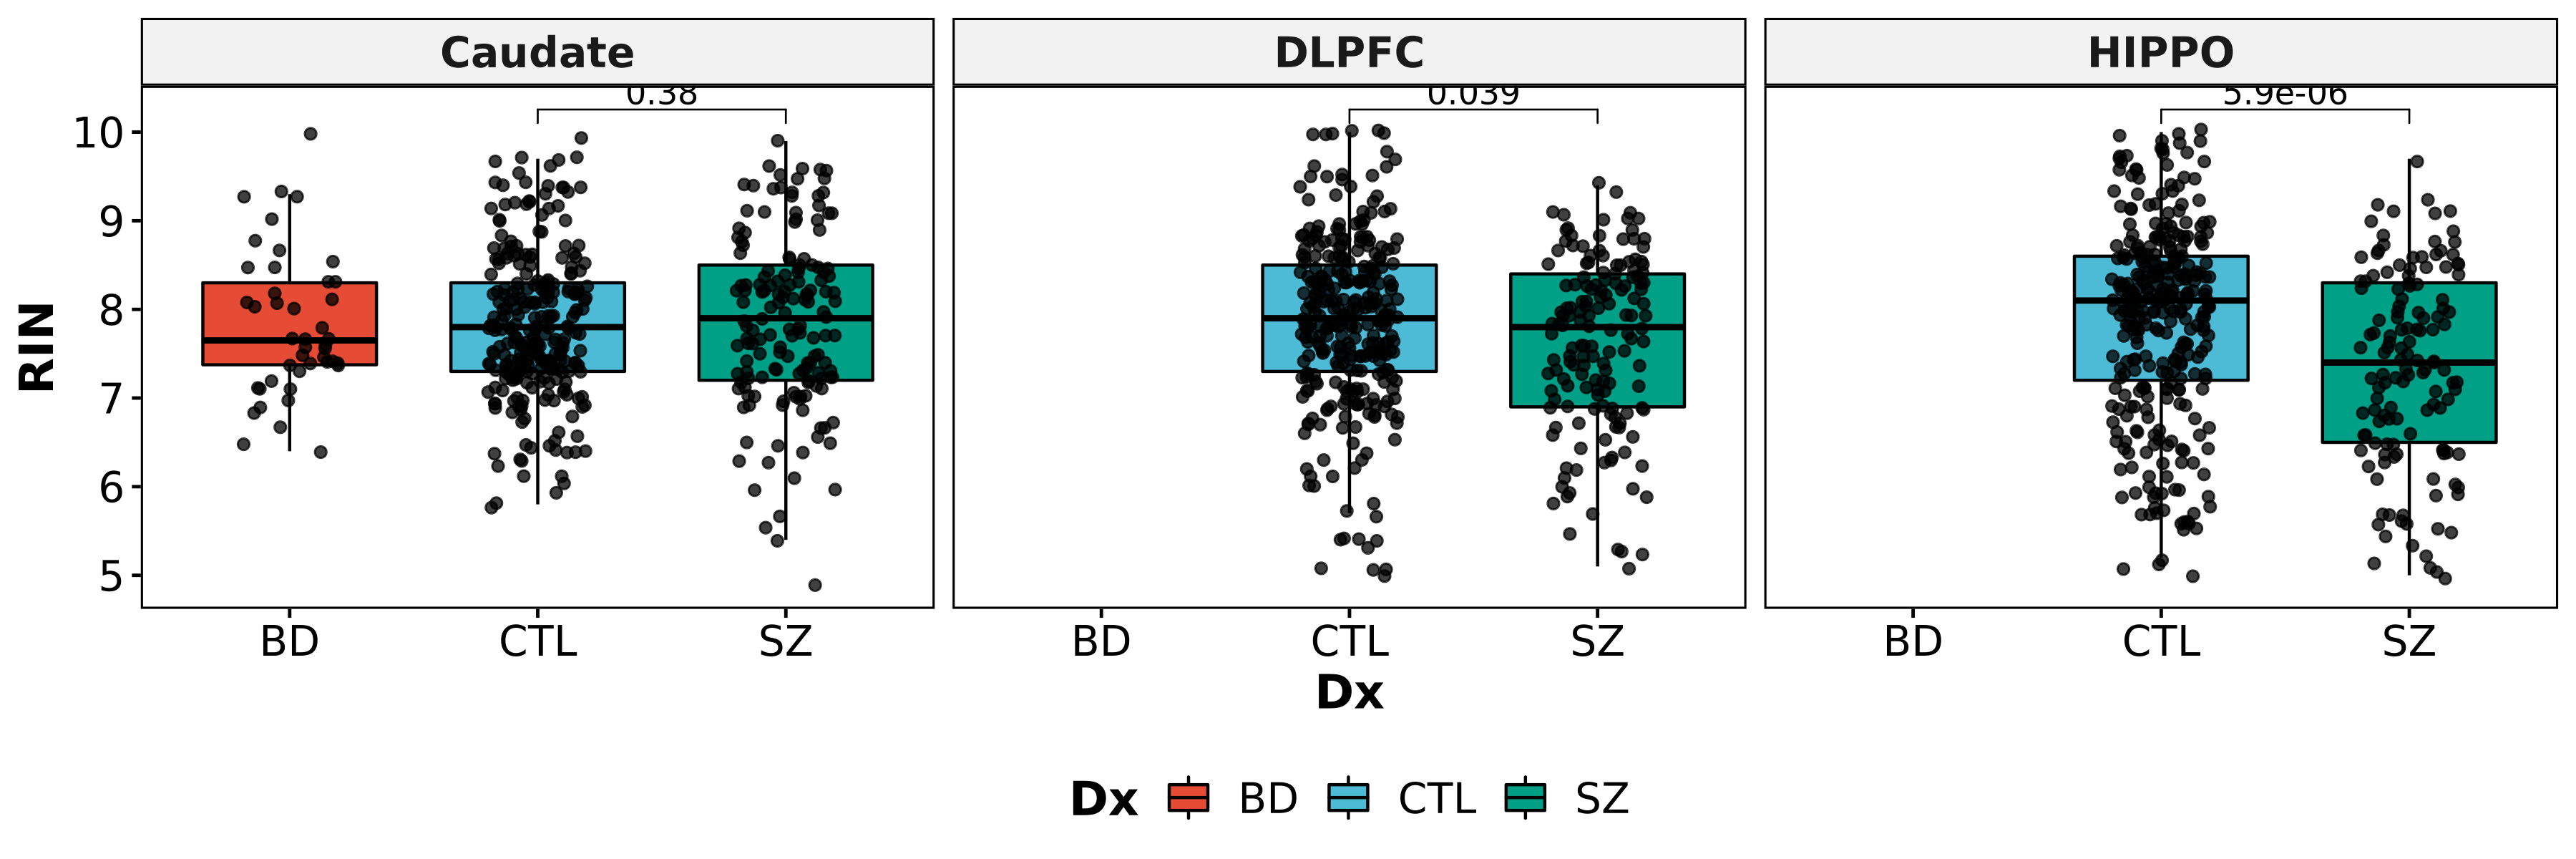 Caudate DLPFC HIPPO
0.38 0.039 5.9e-06
RIN
10
9
8
7
6
5
BD CTL SZ BD CTL SZ BD CTL SZ
Dx
Dx BD CTL SZ